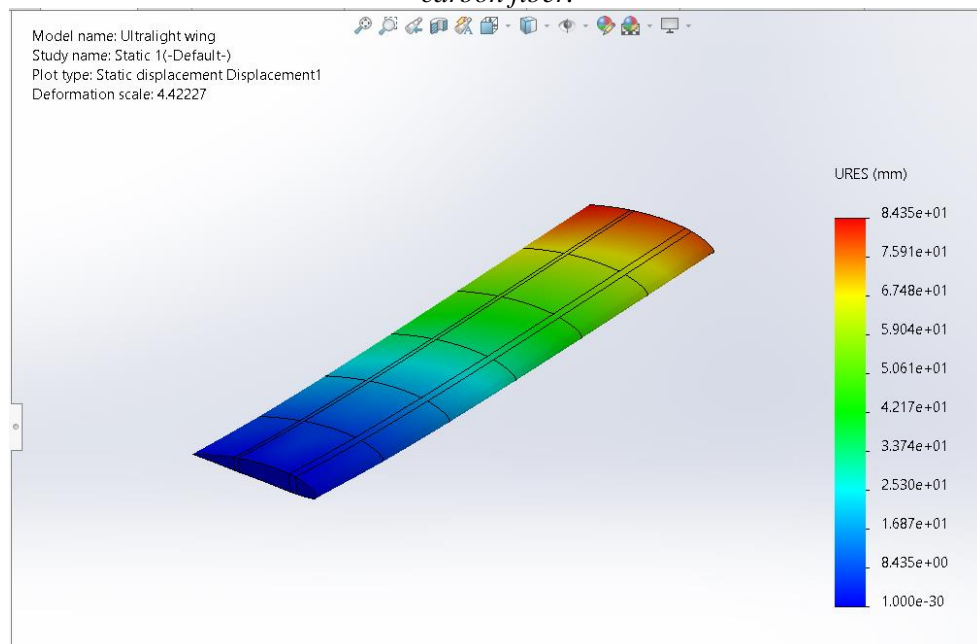 carbon fiber.
Model name: Ultralight wing
Study name: Static 1(-Default-)
Plot type: Static displacement Displacement1
Deformation scale: 4.42227
URES (mm)
8.435e+01
7.591e+01
6.748e+01
5.904e+01
5.061e+01
4.217e+01
3.374e+01
2.530e+01
1.687e+01
8.435e+00
1.000e-30